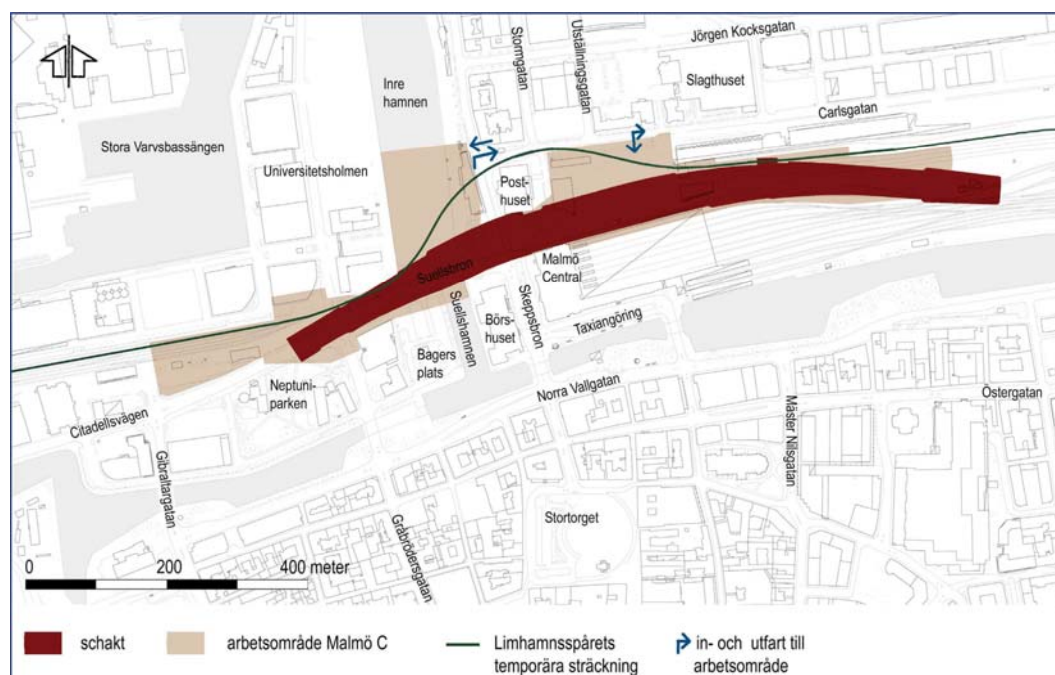 Jörgen Kocksgatan
Stormgatan
Utställningsgatan
Slagthuset
Inre
hamnen
Carlsgatan
Stora Varvsbassängen
Universitetsholmen
Post-
huset
Malmö
Central
Suellsbron
Suellshamnen
Börs-
huset
Skeppsbron
Taxiangöring
Bagers
plats
Neptuni-
parken
Norra Vallgatan
Östergatan
Citadellsvägen
Gibraltargatan
Mäster Nilsgatan
Stortorget
Gråbrödersgatan
0 200 400 meter
schakt
arbetsområde Malmö C
Limhamnsspårets
temporära sträckning
in- och utfart till
arbetsområde